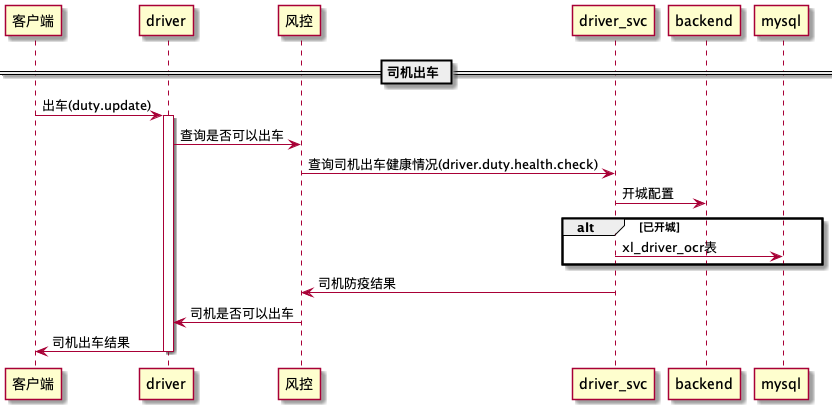 客户端 driver 风控 driver_svc backend mysql
司机出车
出车(duty.update)
查询是否可以出车
查询司机出车健康情况(driver.duty.health.check)
开城配置
alt [已开城]
xl_driver_ocr表
司机防疫结果
司机是否可以出车
司机出车结果
客户端 driver 风控 driver_svc backend mysql